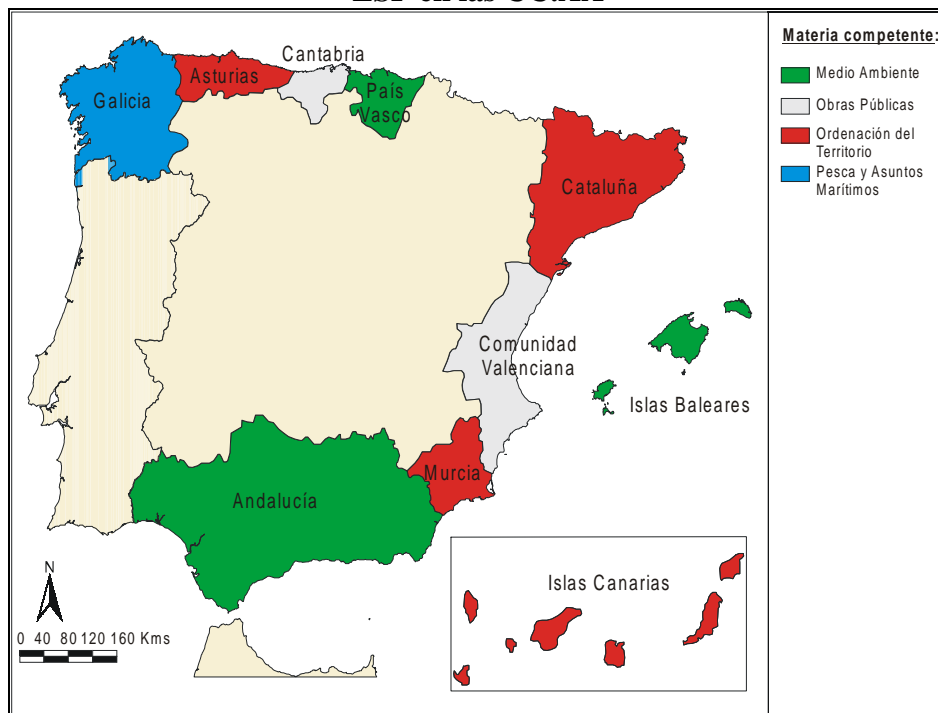 Cantabria
Asturias
Galicia
País
Vasco
Cataluña
Comunidad
Valenciana
Islas Baleares
Murcia
Andalucía
Islas Canarias
N
0 40 80 120 160 Kms
Materia competente:
Medio Ambiente
Obras Públicas
Ordenación del
Territorio
Pesca y Asuntos
Marítimos